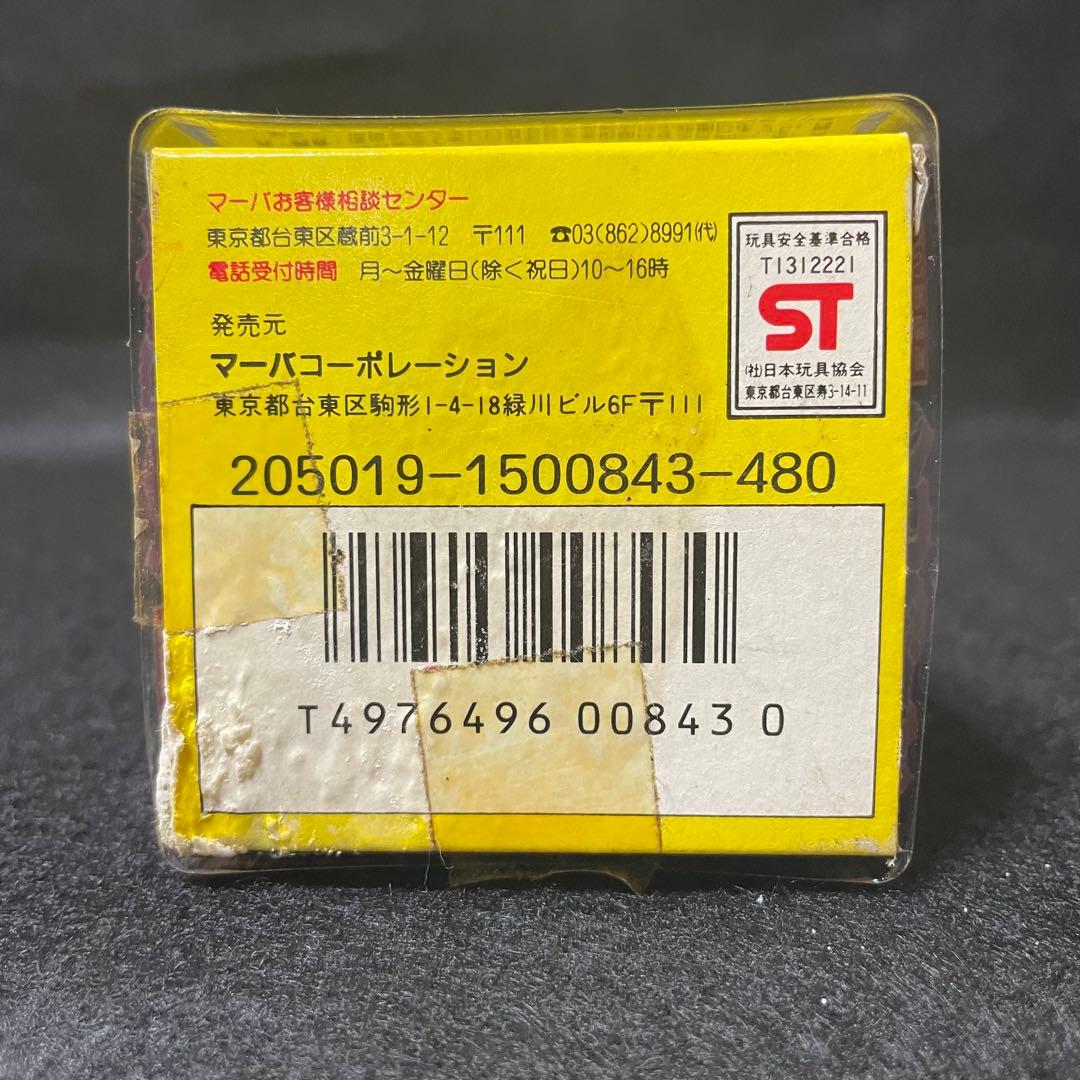 マーバお客様相談センター
東京都台東区蔵前3-1-12 〒111 ☎03(862)8991(代)
電話受付時間 月～金曜日(除く祝日)10～16時
発売元
マーバコーポレーション
東京都台東区駒形1-4-18緑川ビル6F〒111
玩具安全基準合格
T1312221
ST
(社)日本玩具協会
東京都台東区寿3-14-11
205019-1500843-480
T4976496 00843 0